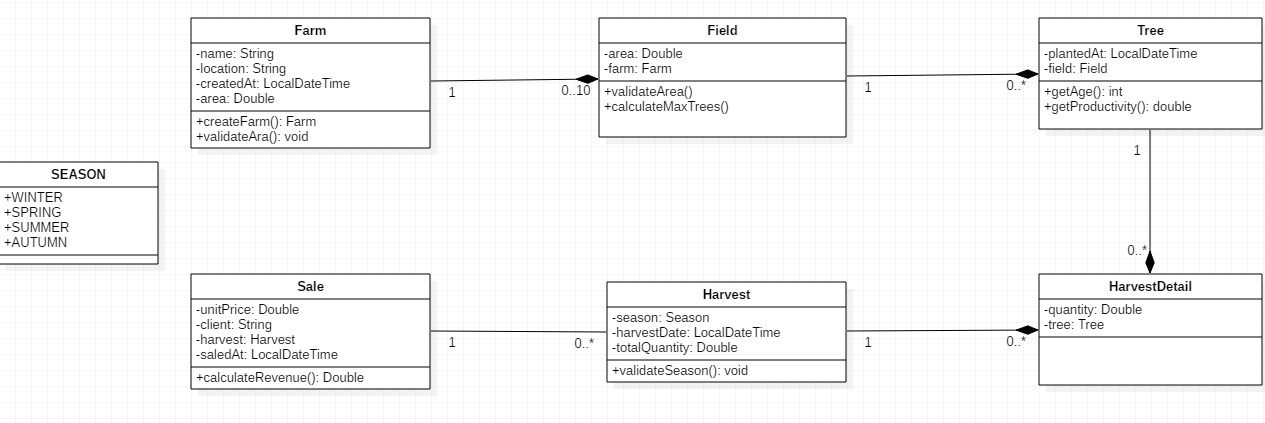 Farm
-name: String
-location: String
-createdAt: LocalDateTime
-area: Double
+createFarm(): Farm
+validateAra(): void
1
0..10
Field
-area: Double
-farm: Farm
+validateArea()
+calculateMaxTrees()
1
0..*
Tree
-plantedAt: LocalDateTime
-field: Field
+getAge(): int
+getProductivity(): double
1
0..*
SEASON
+WINTER
+SPRING
+SUMMER
+AUTUMN
Sale
-unitPrice: Double
-client: String
-harvest: Harvest
-saledAt: LocalDateTime
+calculateRevenue(): Double
1
0..*
Harvest
-season: Season
-harvestDate: LocalDateTime
-totalQuantity: Double
+validateSeason(): void
1
0..*
HarvestDetail
-quantity: Double
-tree: Tree